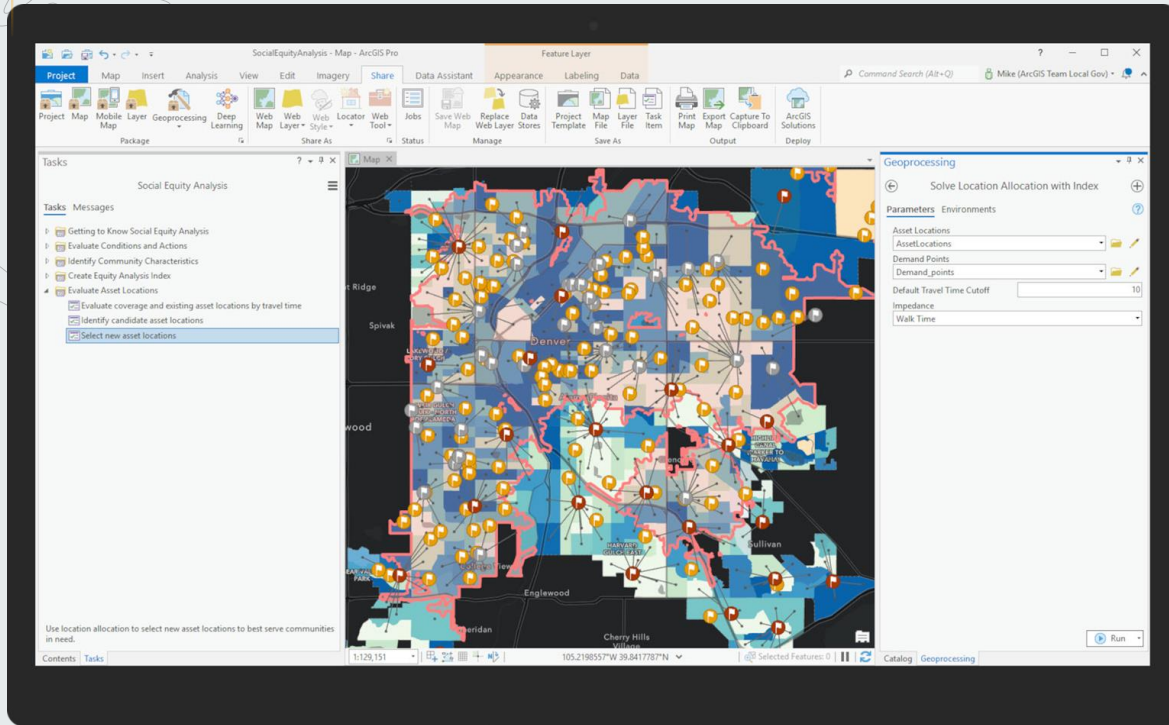 SocialEquityAnalysis - Map - ArcGIS Pro
Feature Layer
?
Project Map Insert Analysis View Edit Imagery Share Data Assistant Appearance Labeling Data
Command Search (Alt+Q)
Mike (ArcGIS Team Local Gov)
Project Map Mobile Map Layer Geoprocessing Deep Learning
Package
Web Map Web Layer Web Style Locator Web Tool
Share As
Jobs
Status
Save Web Map Replace Web Layer Data Stores
Manage
Project Template Map File Layer File Task Item
Save As
Print Map Export Map Capture To Clipboard
Output
ArcGIS Solutions
Deploy
Tasks
?
Social Equity Analysis
Tasks Messages
Getting to Know Social Equity Analysis
Evaluate Conditions and Actions
Identify Community Characteristics
Create Equity Analysis Index
Evaluate Asset Locations
Evaluate coverage and existing asset locations by travel time
Identify candidate asset locations
Select new asset locations
Use location allocation to select new asset locations to best serve communities
in need.
Contents Tasks
Map
t Ridge
Spivak
Denver
wood
Sullivan
Englewood
eridan
Cherry Hills
Village
PARK
1:129,151
105.2198557°W 39.8417787°N
Selected Features: 0
Geoprocessing
Solve Location Allocation with Index
Parameters Environments
?
Asset Locations
AssetLocations
Demand Points
Demand_points
Default Travel Time Cutoff
10
Impedance
Walk Time
Run
Catalog Geoprocessing